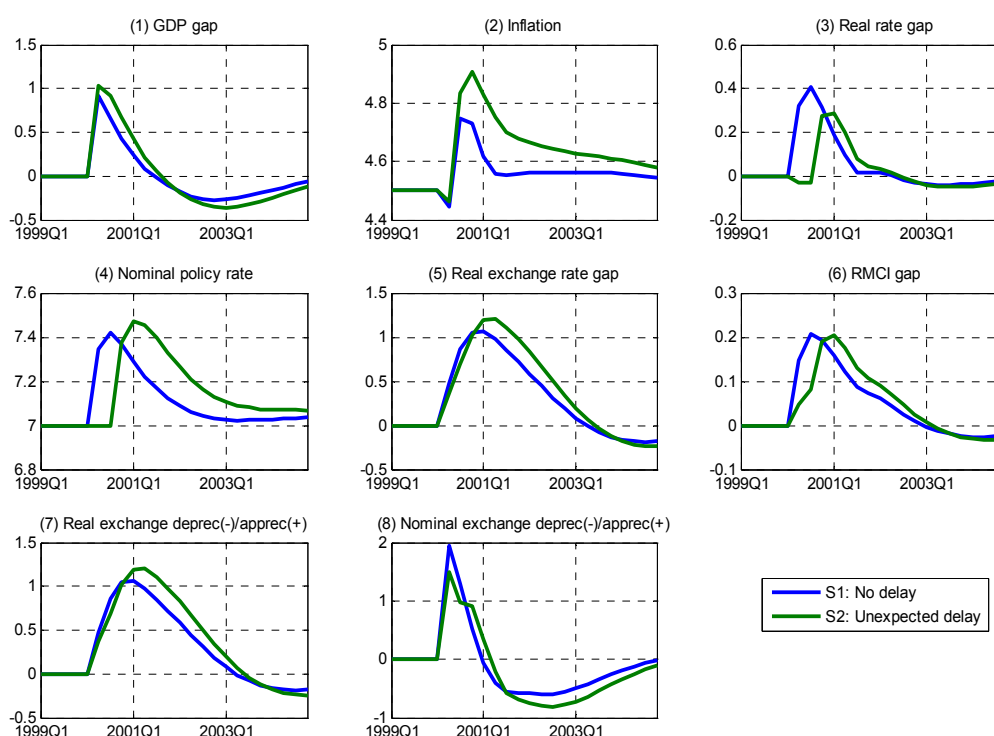 (1) GDP gap
1.5
1
0.5
0
-0.5
1999Q1 2001Q1 2003Q1
(2) Inflation
5
4.8
4.6
4.4
1999Q1 2001Q1 2003Q1
(3) Real rate gap
0.6
0.4
0.2
0
-0.2
1999Q1 2001Q1 2003Q1
(4) Nominal policy rate
7.6
7.4
7.2
7
6.8
1999Q1 2001Q1 2003Q1
(5) Real exchange rate gap
1.5
1
0.5
0
-0.5
1999Q1 2001Q1 2003Q1
(6) RMCI gap
0.3
0.2
0.1
0
-0.1
1999Q1 2001Q1 2003Q1
(7) Real exchange deprec(-)/apprec(+)
1.5
1
0.5
0
-0.5
1999Q1 2001Q1 2003Q1
(8) Nominal exchange deprec(-)/apprec(+)
2
1
0
-1
1999Q1 2001Q1 2003Q1
S1: No delay
S2: Unexpected delay